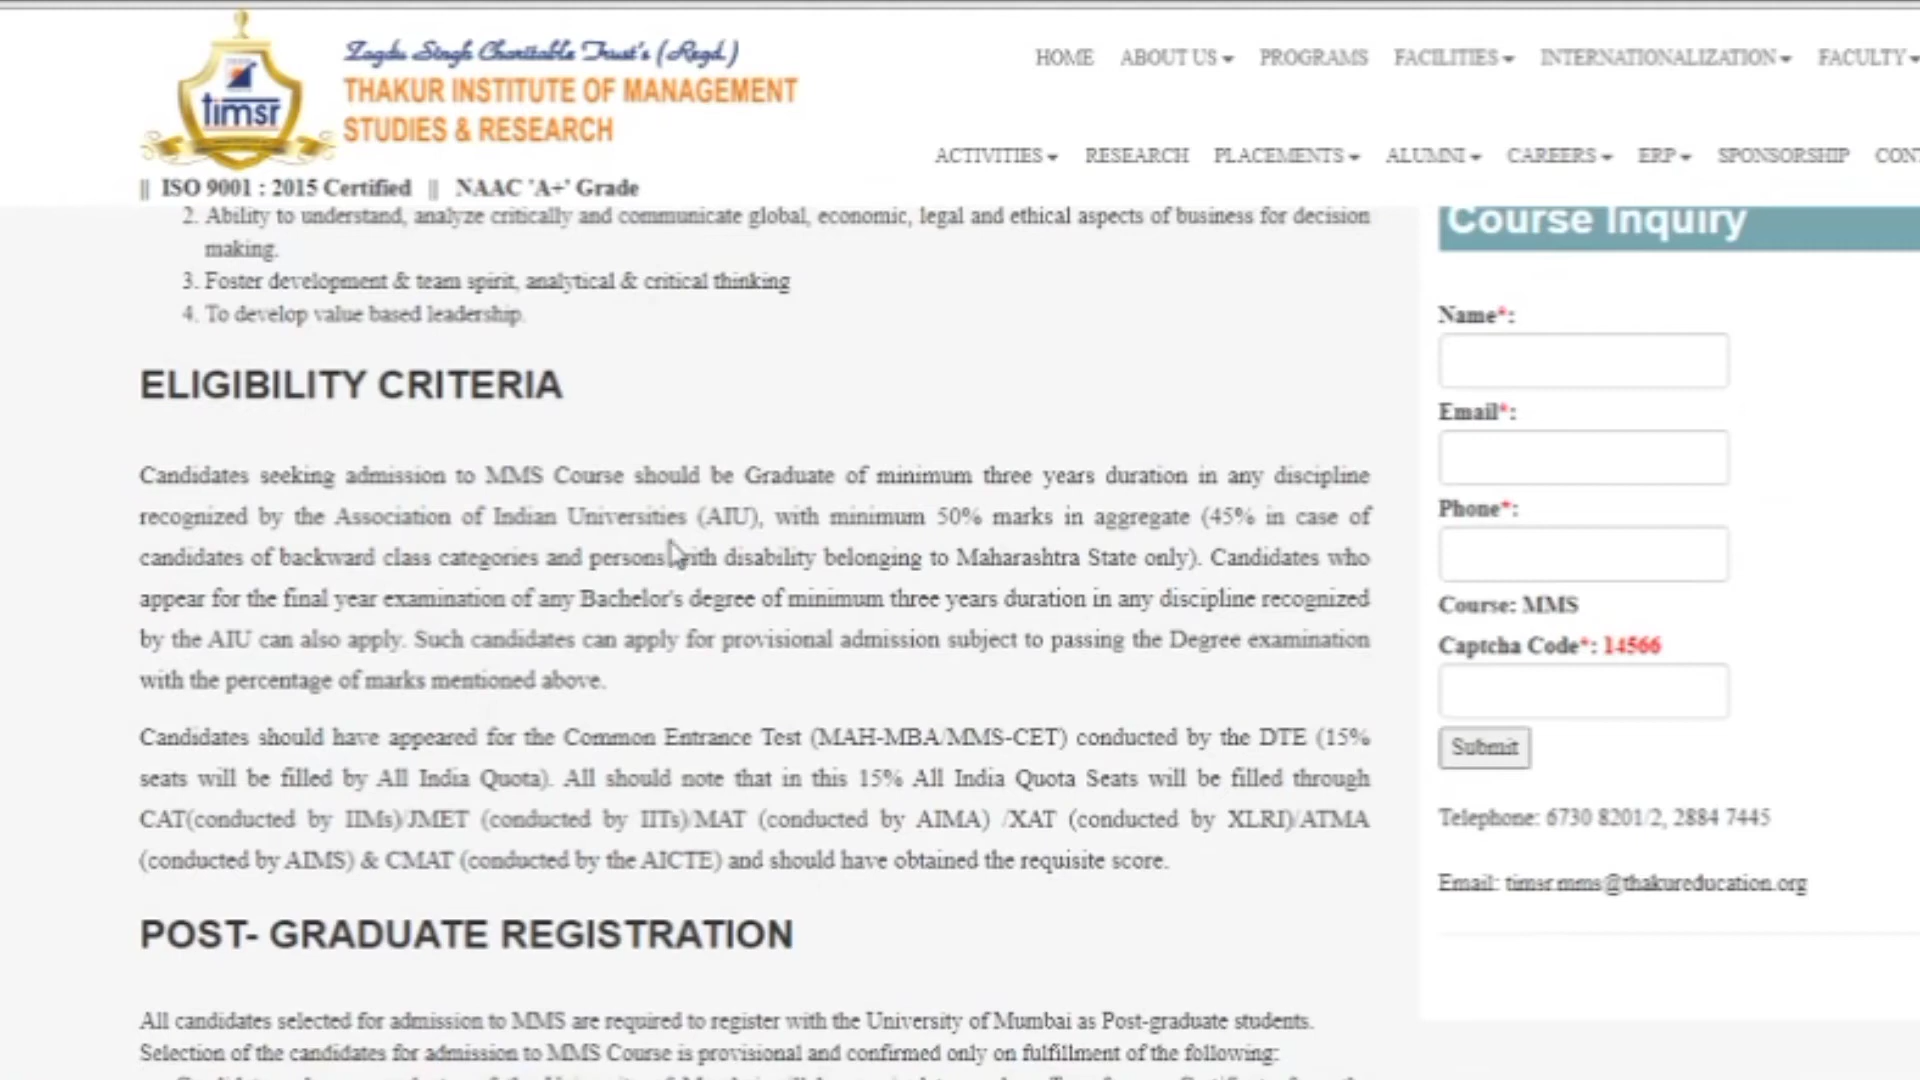 Zagdu Singh Charitable Trust's (Regd.)
THAKUR INSTITUTE OF MANAGEMENT
STUDIES & RESEARCH
timsr
|| ISO 9001 : 2015 Certified || NAAC 'A+' Grade
HOME ABOUT US PROGRAMS FACILITIES INTERNATIONALIZATION FACULTY
ACTIVITIES RESEARCH PLACEMENTS ALUMNI CAREERS ERP SPONSORSHIP CON
2. Ability to understand, analyze critically and communicate global, economic, legal and ethical aspects of business for decision
making.
3. Foster development & team spirit, analytical & critical thinking
4. To develop value based leadership.
ELIGIBILITY CRITERIA
Candidates seeking admission to MMS Course should be Graduate of minimum three years duration in any discipline
recognized by the Association of Indian Universities (AIU), with minimum 50% marks in aggregate (45% in case of
candidates of backward class categories and persons with disability belonging to Maharashtra State only). Candidates who
appear for the final year examination of any Bachelor's degree of minimum three years duration in any discipline recognized
by the AIU can also apply. Such candidates can apply for provisional admission subject to passing the Degree examination
with the percentage of marks mentioned above.
Candidates should have appeared for the Common Entrance Test (MAH-MBA/MMS-CET) conducted by the DTE (15%
seats will be filled by All India Quota). All should note that in this 15% All India Quota Seats will be filled through
CAT(conducted by IIMs)/JMET (conducted by IITs)/MAT (conducted by AIMA) /XAT (conducted by XLRI)/ATMA
(conducted by AIMS) & CMAT (conducted by the AICTE) and should have obtained the requisite score.
POST- GRADUATE REGISTRATION
All candidates selected for admission to MMS are required to register with the University of Mumbai as Post-graduate students.
Selection of the candidates for admission to MMS Course is provisional and confirmed only on fulfillment of the following:
Course Inquiry
Name*:
Email*:
Phone*:
Course: MMS
Captcha Code*: 14566
Submit
Telephone: 6730 8201/2, 2884 7445
Email: timsr.mms@thakureducation.org